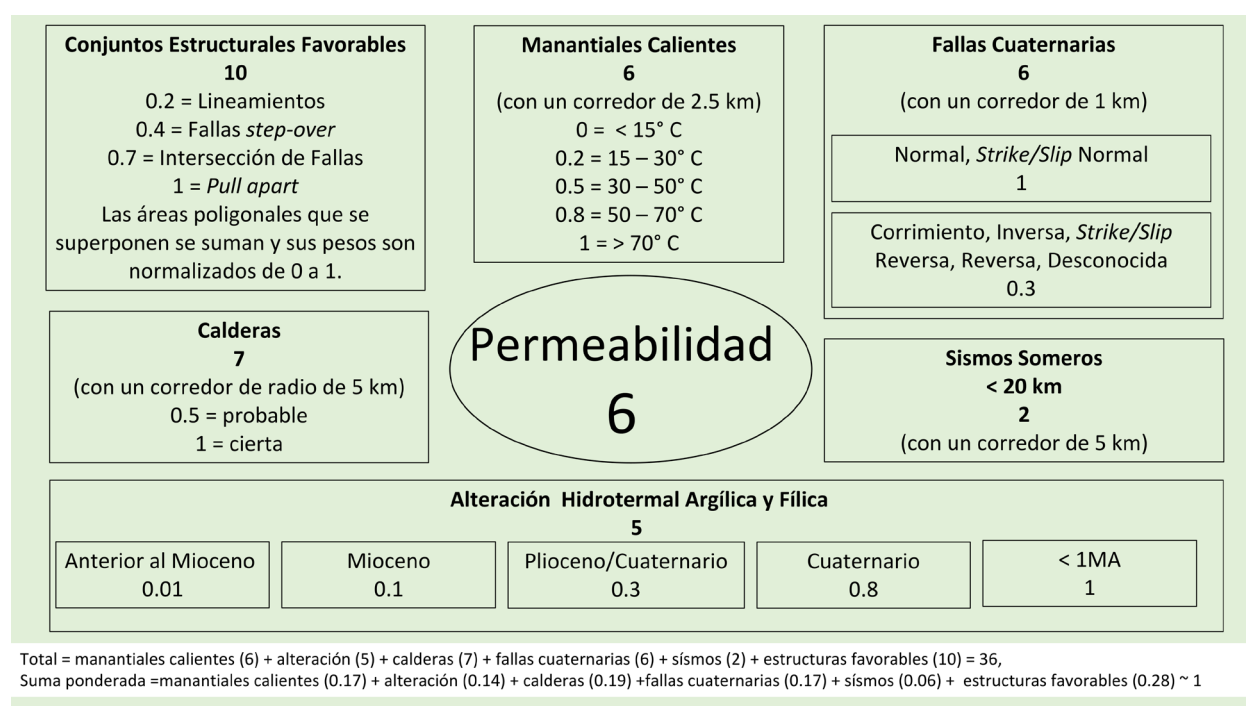 Conjuntos Estructurales Favorables
10
0.2 = Lineamientos
0.4 = Fallas step-over
0.7 = Intersección de Fallas
1 = Pull apart
Las áreas poligonales que se
superponen se suman y sus pesos son
normalizados de 0 a 1.
Manantiales Calientes
6
(con un corredor de 2.5 km)
0 = < 15° C
0.2 = 15 – 30° C
0.5 = 30 – 50° C
0.8 = 50 – 70° C
1 = > 70° C
Fallas Cuaternarias
6
(con un corredor de 1 km)
Normal, Strike/Slip Normal
1
Corrimiento, Inversa, Strike/Slip
Reversa, Reversa, Desconocida
0.3
Calderas
7
(con un corredor de radio de 5 km)
0.5 = probable
1 = cierta
Permeabilidad
6
Sismos Someros
< 20 km
2
(con un corredor de 5 km)
Alteración Hidrotermal Argílica y Fílica
5
Anterior al Mioceno
0.01
Mioceno
0.1
Plioceno/Cuaternario
0.3
Cuaternario
0.8
< 1MA
1
Total = manantiales calientes (6) + alteración (5) + calderas (7) + fallas cuaternarias (6) + sísmos (2) + estructuras favorables (10) = 36,
Suma ponderada =manantiales calientes (0.17) + alteración (0.14) + calderas (0.19) +fallas cuaternarias (0.17) + sísmos (0.06) + estructuras favorables (0.28) ~ 1